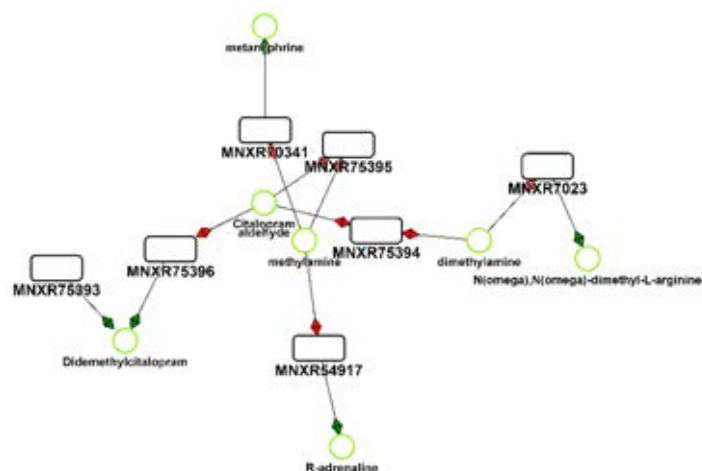 metanephrine
MNXR70341
MNXR75395
MNXR7023
Citalopram
aldehyde
methylamine
MNXR75394
dimethylamine
N(omega),N(omega)-dimethyl-L-arginine
MNXR75396
MNXR75393
Didemethylcitalopram
MNXR54917
R-adrenaline